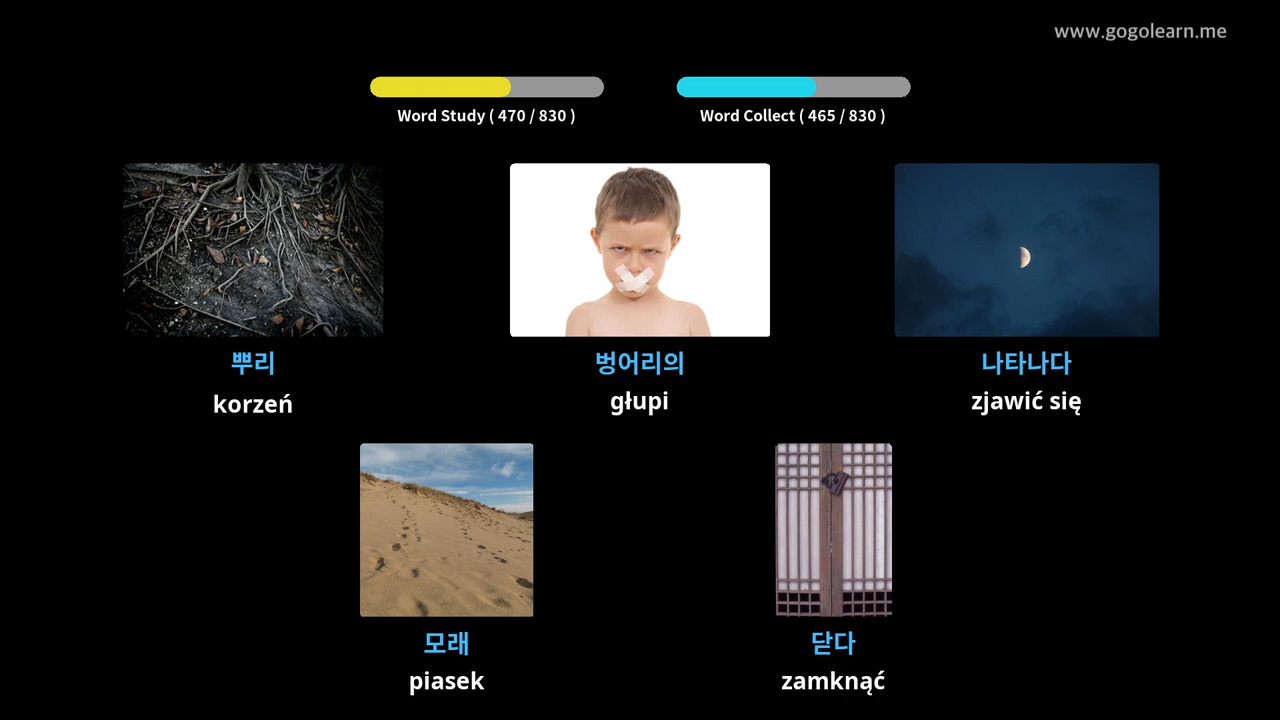 www.gogolearn.me
Word Study ( 470 / 830 )
Word Collect ( 465 / 830 )
뿌리
korzeń
벙어리의
głupi
나타나다
zjawić się
모래
piasek
닫다
zamknąć